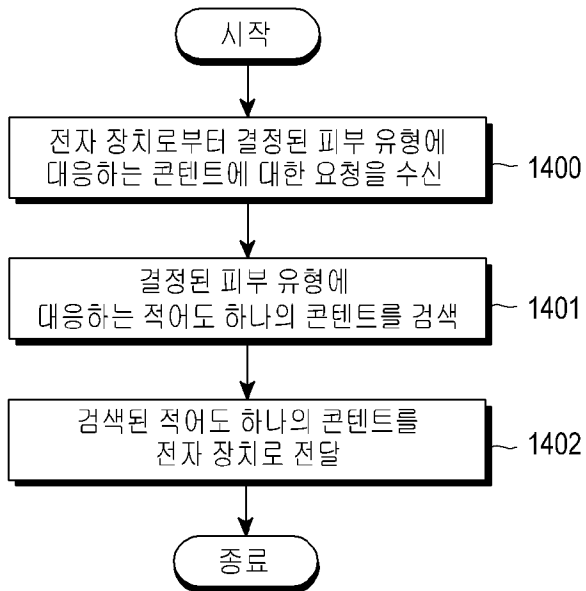 시작
전자 장치로부터 결정된 피부 유형에
대응하는 콘텐트에 대한 요청을 수신
1400
결정된 피부 유형에
대응하는 적어도 하나의 콘텐트를 검색
1401
검색된 적어도 하나의 콘텐트를
전자 장치로 전달
1402
종료